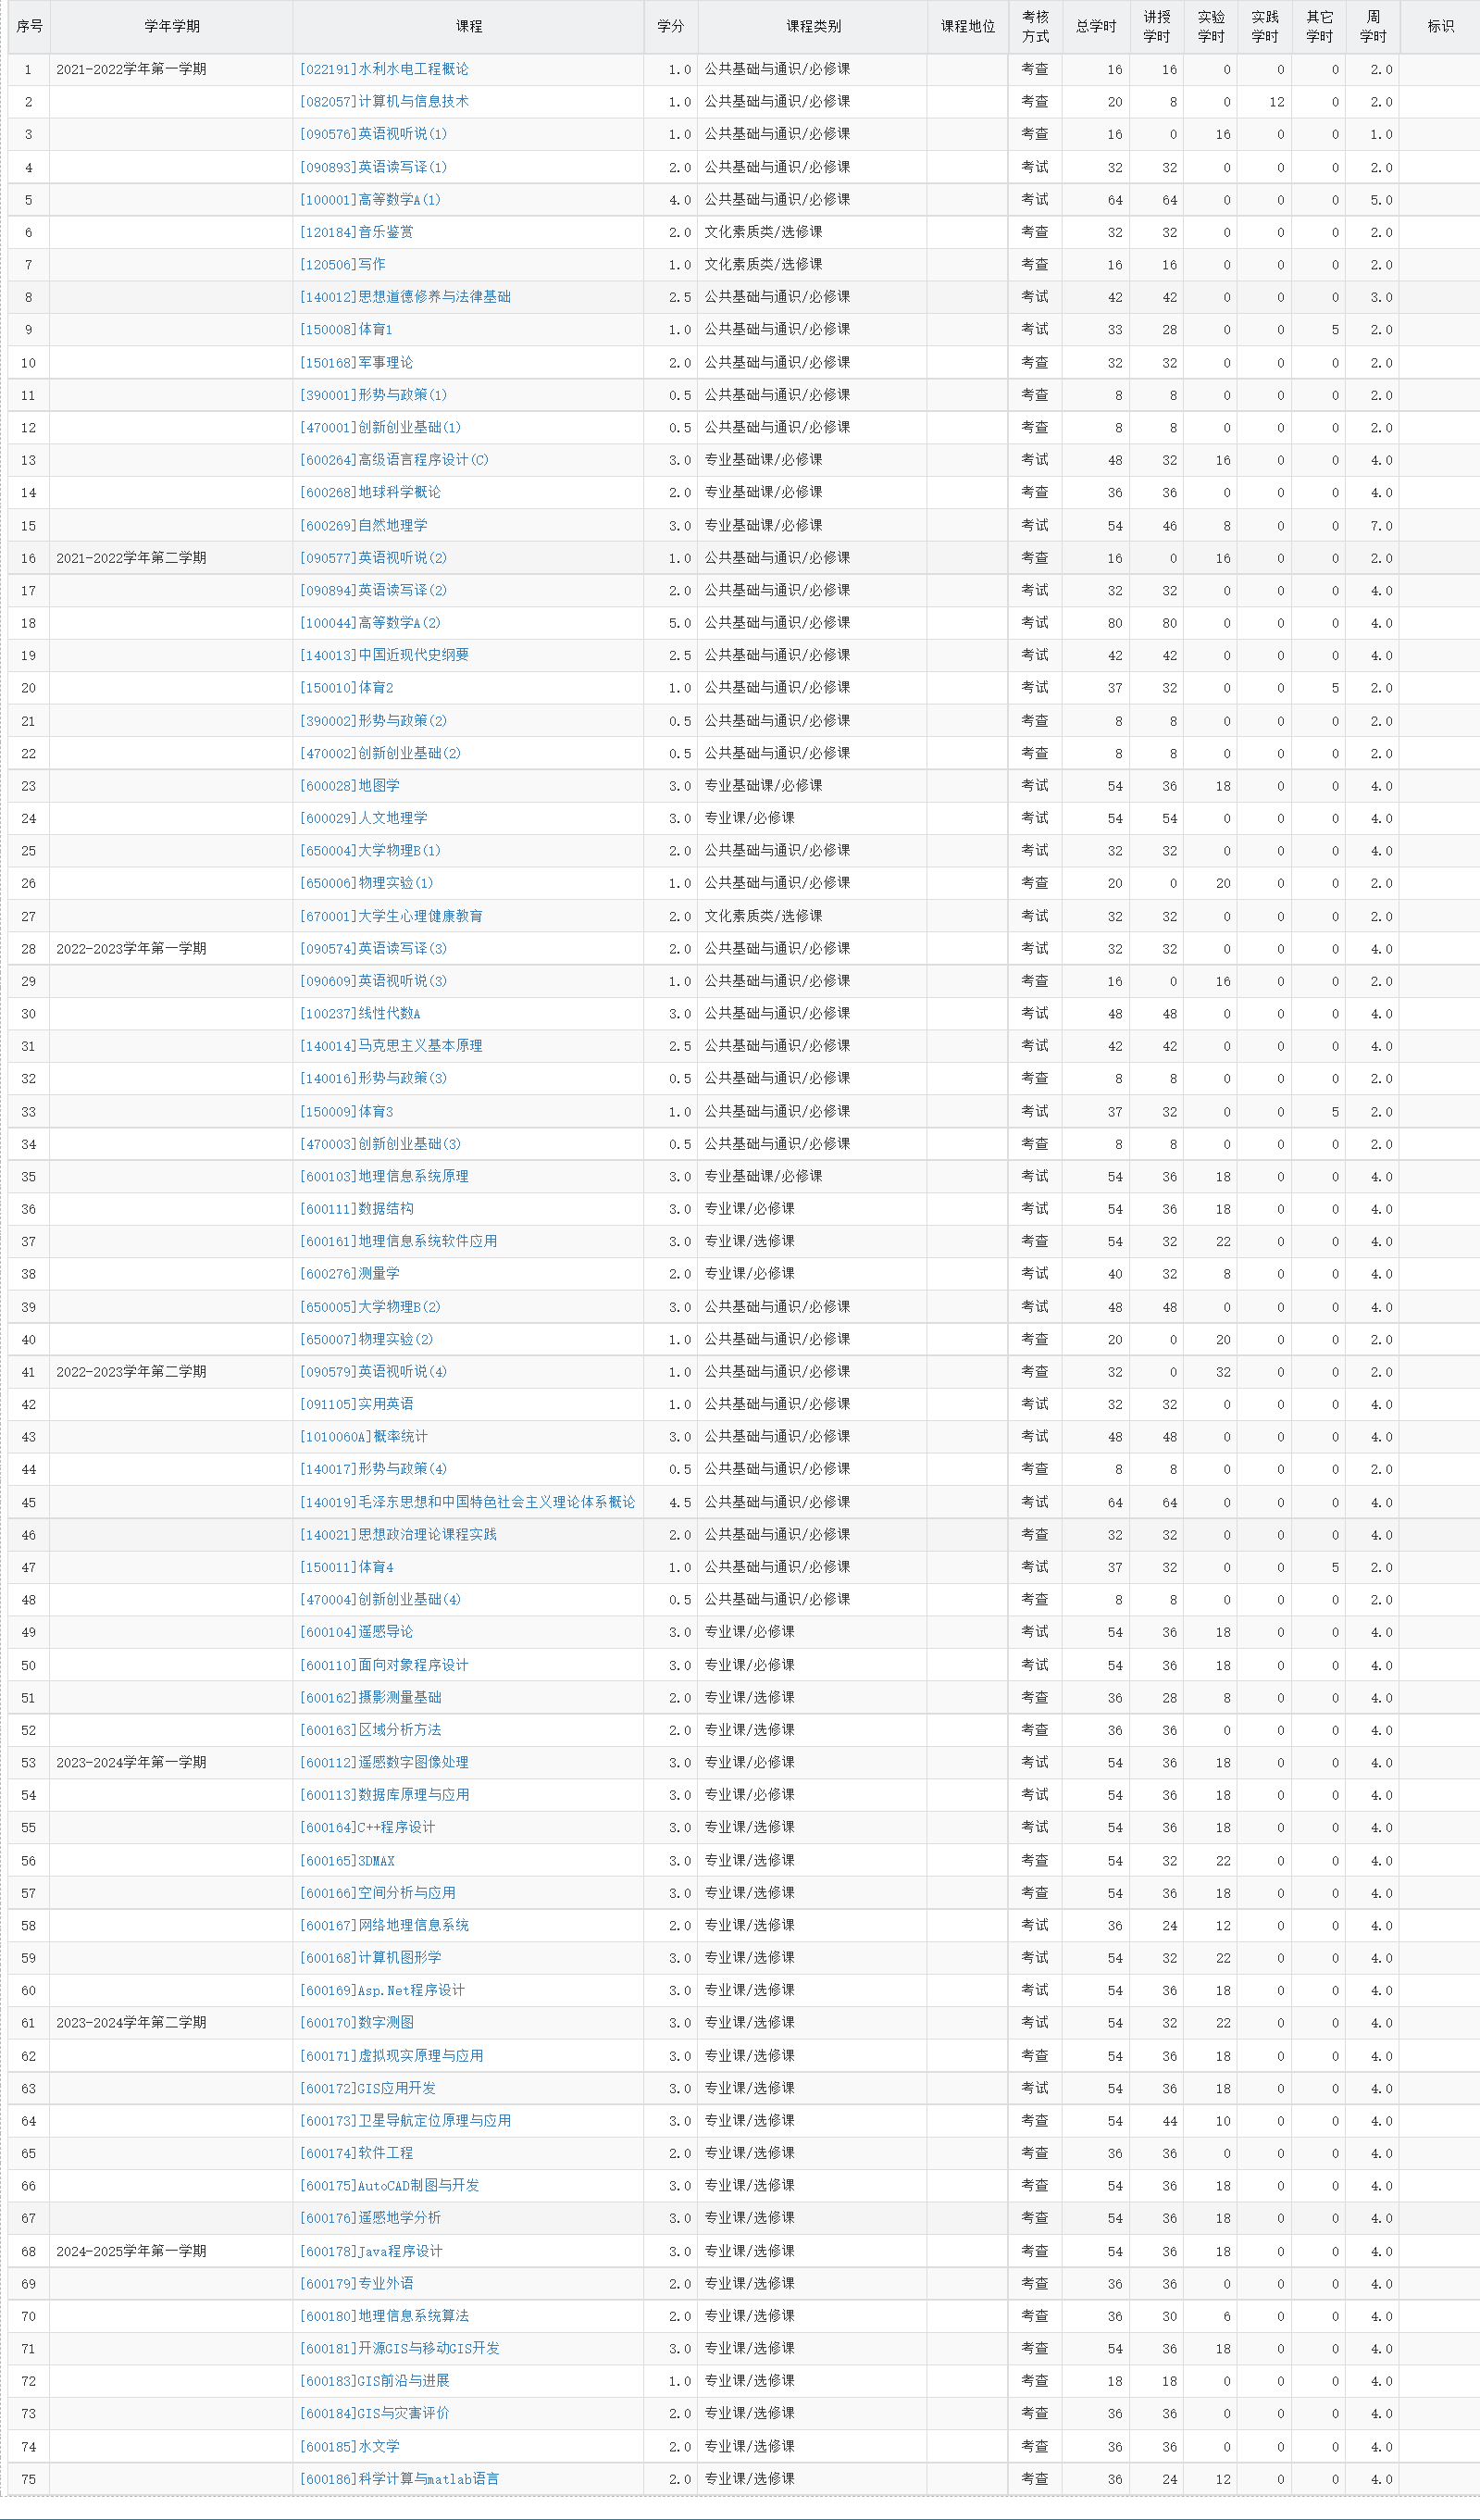 序号 学年学期 课程 学分 课程类别 课程地位 考核方式 总学时 讲授学时 实验学时 实践学时 其它学时 周学时 标识
1 2021-2022学年第一学期 [022191]水利水电工程概论 1.0 公共基础与通识/必修课 考查 16 16 0 0 0 2.0
2 [082057]计算机与信息技术 1.0 公共基础与通识/必修课 考查 20 8 0 12 0 2.0
3 [090576]英语视听说(1) 1.0 公共基础与通识/必修课 考查 16 0 16 0 0 1.0
4 [090893]英语读写译(1) 2.0 公共基础与通识/必修课 考试 32 32 0 0 0 2.0
5 [100001]高等数学A(1) 4.0 公共基础与通识/必修课 考试 64 64 0 0 0 5.0
6 [120184]音乐鉴赏 2.0 文化素质类/选修课 考查 32 32 0 0 0 2.0
7 [120506]写作 1.0 文化素质类/选修课 考查 16 16 0 0 0 2.0
8 [140012]思想道德修养与法律基础 2.5 公共基础与通识/必修课 考试 42 42 0 0 0 3.0
9 [150008]体育1 1.0 公共基础与通识/必修课 考试 33 28 0 0 5 2.0
10 [150168]军事理论 2.0 公共基础与通识/必修课 考查 32 32 0 0 0 2.0
11 [390001]形势与政策(1) 0.5 公共基础与通识/必修课 考查 8 8 0 0 0 2.0
12 [470001]创新创业基础(1) 0.5 公共基础与通识/必修课 考查 8 8 0 0 0 2.0
13 [600264]高级语言程序设计(C) 3.0 专业基础课/必修课 考试 48 32 16 0 0 4.0
14 [600268]地球科学概论 2.0 专业基础课/必修课 考查 36 36 0 0 0 4.0
15 [600269]自然地理学 3.0 专业基础课/必修课 考试 54 46 8 0 0 7.0
16 2021-2022学年第二学期 [090577]英语视听说(2) 1.0 公共基础与通识/必修课 考查 16 0 16 0 0 2.0
17 [090894]英语读写译(2) 2.0 公共基础与通识/必修课 考试 32 32 0 0 0 4.0
18 [100044]高等数学A(2) 5.0 公共基础与通识/必修课 考试 80 80 0 0 0 4.0
19 [140013]中国近现代史纲要 2.5 公共基础与通识/必修课 考试 42 42 0 0 0 4.0
20 [150010]体育2 1.0 公共基础与通识/必修课 考试 37 32 0 0 5 2.0
21 [390002]形势与政策(2) 0.5 公共基础与通识/必修课 考查 8 8 0 0 0 2.0
22 [470002]创新创业基础(2) 0.5 公共基础与通识/必修课 考查 8 8 0 0 0 2.0
23 [600028]地图学 3.0 专业基础课/必修课 考试 54 36 18 0 0 4.0
24 [600029]人文地理学 3.0 专业课/必修课 考试 54 54 0 0 0 4.0
25 [650004]大学物理B(1) 2.0 公共基础与通识/必修课 考试 32 32 0 0 0 4.0
26 [650006]物理实验(1) 1.0 公共基础与通识/必修课 考查 20 0 20 0 0 2.0
27 [670001]大学生心理健康教育 2.0 文化素质类/选修课 考试 32 32 0 0 0 2.0
28 2022-2023学年第一学期 [090574]英语读写译(3) 2.0 公共基础与通识/必修课 考试 32 32 0 0 0 4.0
29 [090609]英语视听说(3) 1.0 公共基础与通识/必修课 考查 16 0 16 0 0 2.0
30 [100237]线性代数A 3.0 公共基础与通识/必修课 考试 48 48 0 0 0 4.0
31 [140014]马克思主义基本原理 2.5 公共基础与通识/必修课 考试 42 42 0 0 0 4.0
32 [140016]形势与政策(3) 0.5 公共基础与通识/必修课 考查 8 8 0 0 0 2.0
33 [150009]体育3 1.0 公共基础与通识/必修课 考试 37 32 0 0 5 2.0
34 [470003]创新创业基础(3) 0.5 公共基础与通识/必修课 考查 8 8 0 0 0 2.0
35 [600103]地理信息系统原理 3.0 专业基础课/必修课 考试 54 36 18 0 0 4.0
36 [600111]数据结构 3.0 专业课/必修课 考试 54 36 18 0 0 4.0
37 [600161]地理信息系统软件应用 3.0 专业课/选修课 考查 54 32 22 0 0 4.0
38 [600276]测量学 2.0 专业课/必修课 考试 40 32 8 0 0 4.0
39 [650005]大学物理B(2) 3.0 公共基础与通识/必修课 考试 48 48 0 0 0 4.0
40 [650007]物理实验(2) 1.0 公共基础与通识/必修课 考查 20 0 20 0 0 2.0
41 2022-2023学年第二学期 [090579]英语视听说(4) 1.0 公共基础与通识/必修课 考查 32 0 32 0 0 2.0
42 [091105]实用英语 1.0 公共基础与通识/必修课 考试 32 32 0 0 0 4.0
43 [1010060A]概率统计 3.0 公共基础与通识/必修课 考试 48 48 0 0 0 4.0
44 [140017]形势与政策(4) 0.5 公共基础与通识/必修课 考查 8 8 0 0 0 2.0
45 [140019]毛泽东思想和中国特色社会主义理论体系概论 4.5 公共基础与通识/必修课 考试 64 64 0 0 0 4.0
46 [140021]思想政治理论课程实践 2.0 公共基础与通识/必修课 考查 32 32 0 0 0 4.0
47 [150011]体育4 1.0 公共基础与通识/必修课 考试 37 32 0 0 5 2.0
48 [470004]创新创业基础(4) 0.5 公共基础与通识/必修课 考查 8 8 0 0 0 2.0
49 [600104]遥感导论 3.0 专业课/必修课 考试 54 36 18 0 0 4.0
50 [600110]面向对象程序设计 3.0 专业课/必修课 考试 54 36 18 0 0 4.0
51 [600162]摄影测量基础 2.0 专业课/选修课 考查 36 28 8 0 0 4.0
52 [600163]区域分析方法 2.0 专业课/选修课 考查 36 36 0 0 0 4.0
53 2023-2024学年第一学期 [600112]遥感数字图像处理 3.0 专业课/必修课 考试 54 36 18 0 0 4.0
54 [600113]数据库原理与应用 3.0 专业课/必修课 考试 54 36 18 0 0 4.0
55 [600164]C++程序设计 3.0 专业课/选修课 考试 54 36 18 0 0 4.0
56 [600165]3DMAX 3.0 专业课/选修课 考查 54 32 22 0 0 4.0
57 [600166]空间分析与应用 3.0 专业课/选修课 考查 54 36 18 0 0 4.0
58 [600167]网络地理信息系统 2.0 专业课/选修课 考试 36 24 12 0 0 4.0
59 [600168]计算机图形学 3.0 专业课/选修课 考试 54 32 22 0 0 4.0
60 [600169]Asp.Net程序设计 3.0 专业课/选修课 考试 54 36 18 0 0 4.0
61 2023-2024学年第二学期 [600170]数字测图 3.0 专业课/选修课 考试 54 32 22 0 0 4.0
62 [600171]虚拟现实原理与应用 3.0 专业课/选修课 考查 54 36 18 0 0 4.0
63 [600172]GIS应用开发 3.0 专业课/选修课 考试 54 36 18 0 0 4.0
64 [600173]卫星导航定位原理与应用 3.0 专业课/选修课 考查 54 44 10 0 0 4.0
65 [600174]软件工程 2.0 专业课/选修课 考查 36 36 0 0 0 4.0
66 [600175]AutoCAD制图与开发 3.0 专业课/选修课 考查 54 36 18 0 0 4.0
67 [600176]遥感地学分析 3.0 专业课/选修课 考查 54 36 18 0 0 4.0
68 2024-2025学年第一学期 [600178]Java程序设计 3.0 专业课/选修课 考查 54 36 18 0 0 4.0
69 [600179]专业外语 2.0 专业课/选修课 考查 36 36 0 0 0 4.0
70 [600180]地理信息系统算法 2.0 专业课/选修课 考查 36 30 6 0 0 4.0
71 [600181]开源GIS与移动GIS开发 3.0 专业课/选修课 考查 54 36 18 0 0 4.0
72 [600183]GIS前沿与进展 1.0 专业课/选修课 考查 18 18 0 0 0 4.0
73 [600184]GIS与灾害评价 2.0 专业课/选修课 考查 36 36 0 0 0 4.0
74 [600185]水文学 2.0 专业课/选修课 考查 36 36 0 0 0 4.0
75 [600186]科学计算与matlab语言 2.0 专业课/选修课 考查 36 24 12 0 0 4.0